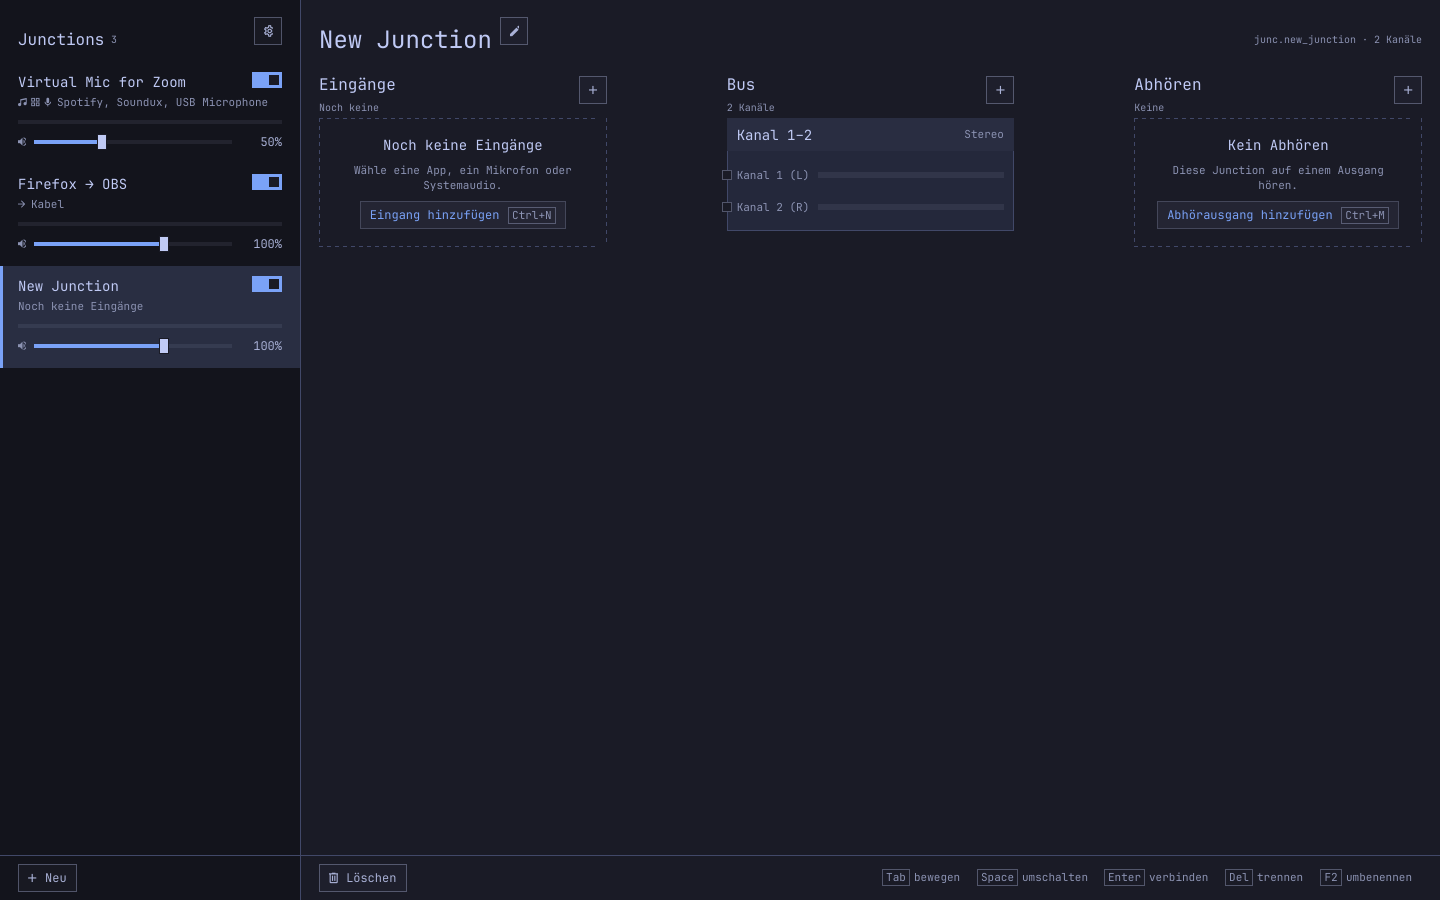 Junctions 3
Virtual Mic for Zoom
Spotify, Soundux, USB Microphone
50%
Firefox → OBS
→ Kabel
100%
New Junction
Noch keine Eingänge
100%
+ Neu
New Junction
junc.new_junction · 2 Kanäle
Eingänge
+
Noch keine
Noch keine Eingänge
Wähle eine App, ein Mikrofon oder
Systemaudio.
Eingang hinzufügen Ctrl+N
Bus
+
2 Kanäle
Kanal 1–2 Stereo
Kanal 1 (L)
Kanal 2 (R)
Abhören
+
Keine
Kein Abhören
Diese Junction auf einem Ausgang
hören.
Abhörausgang hinzufügen Ctrl+M
Löschen
Tab bewegen Space umschalten Enter verbinden Del trennen F2 umbenennen